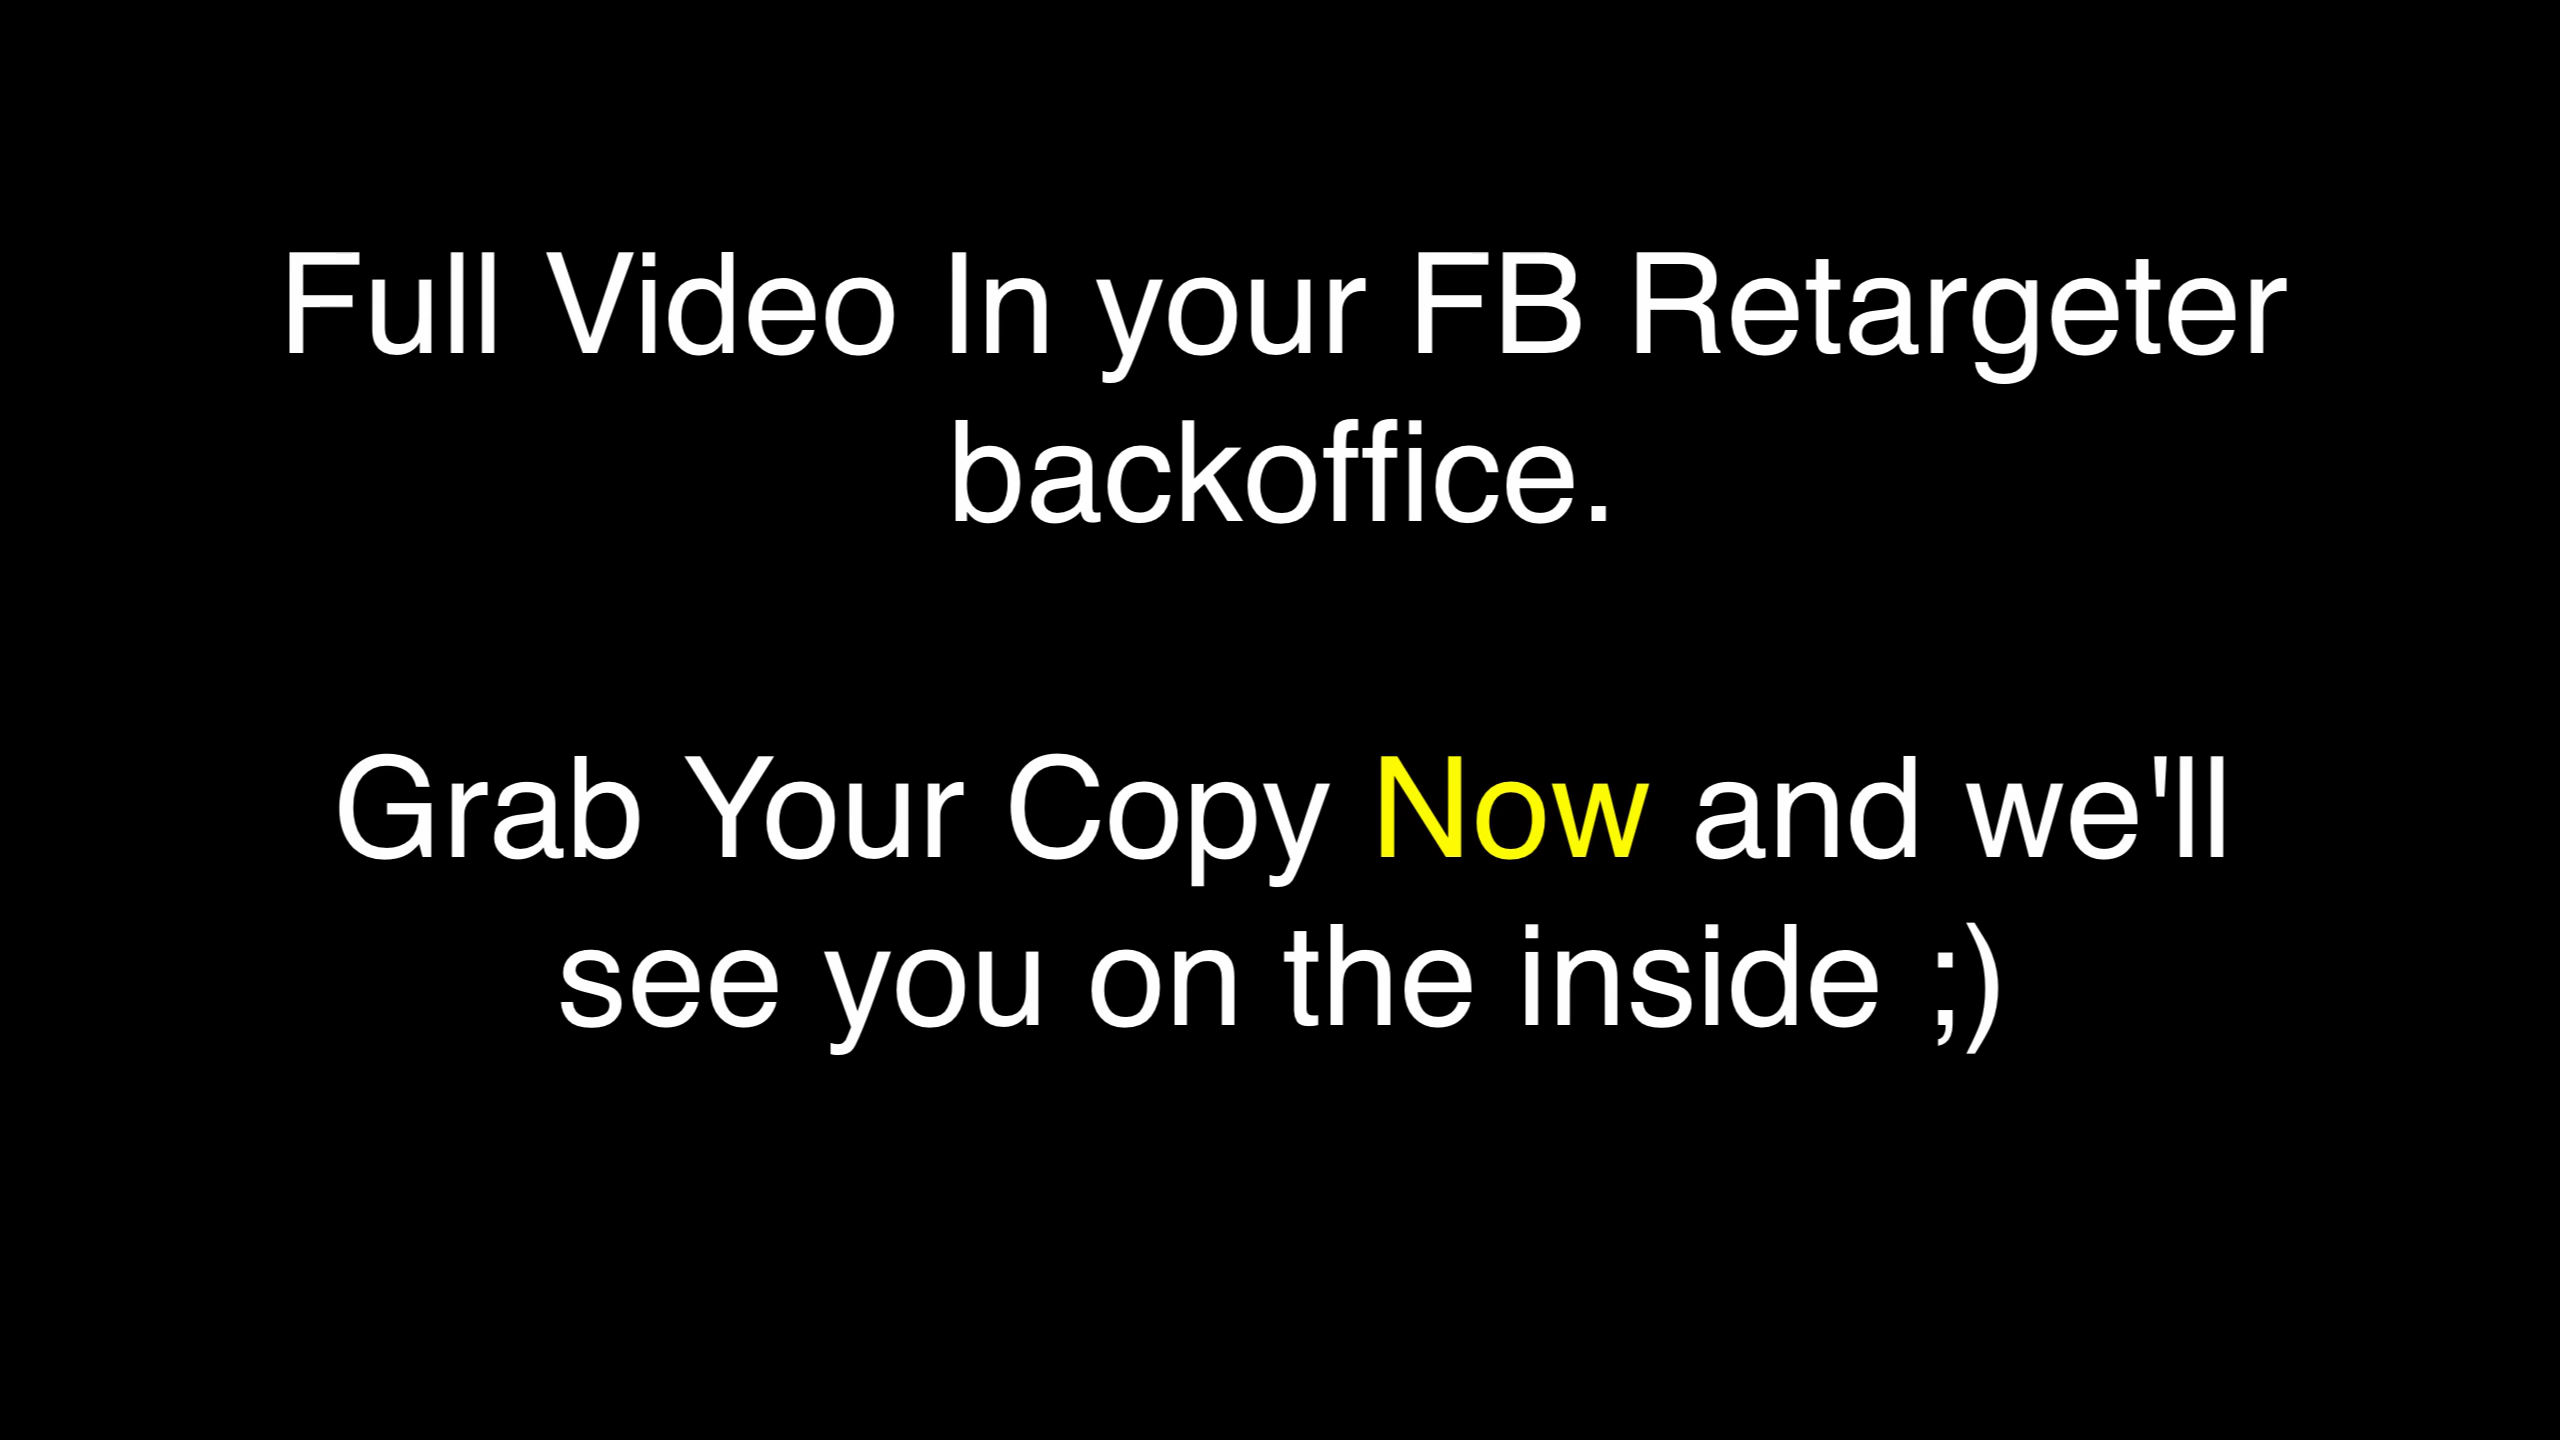 Full Video In your FB Retargeter
backoffice.
Grab Your Copy Now and we'll
see you on the inside ;)